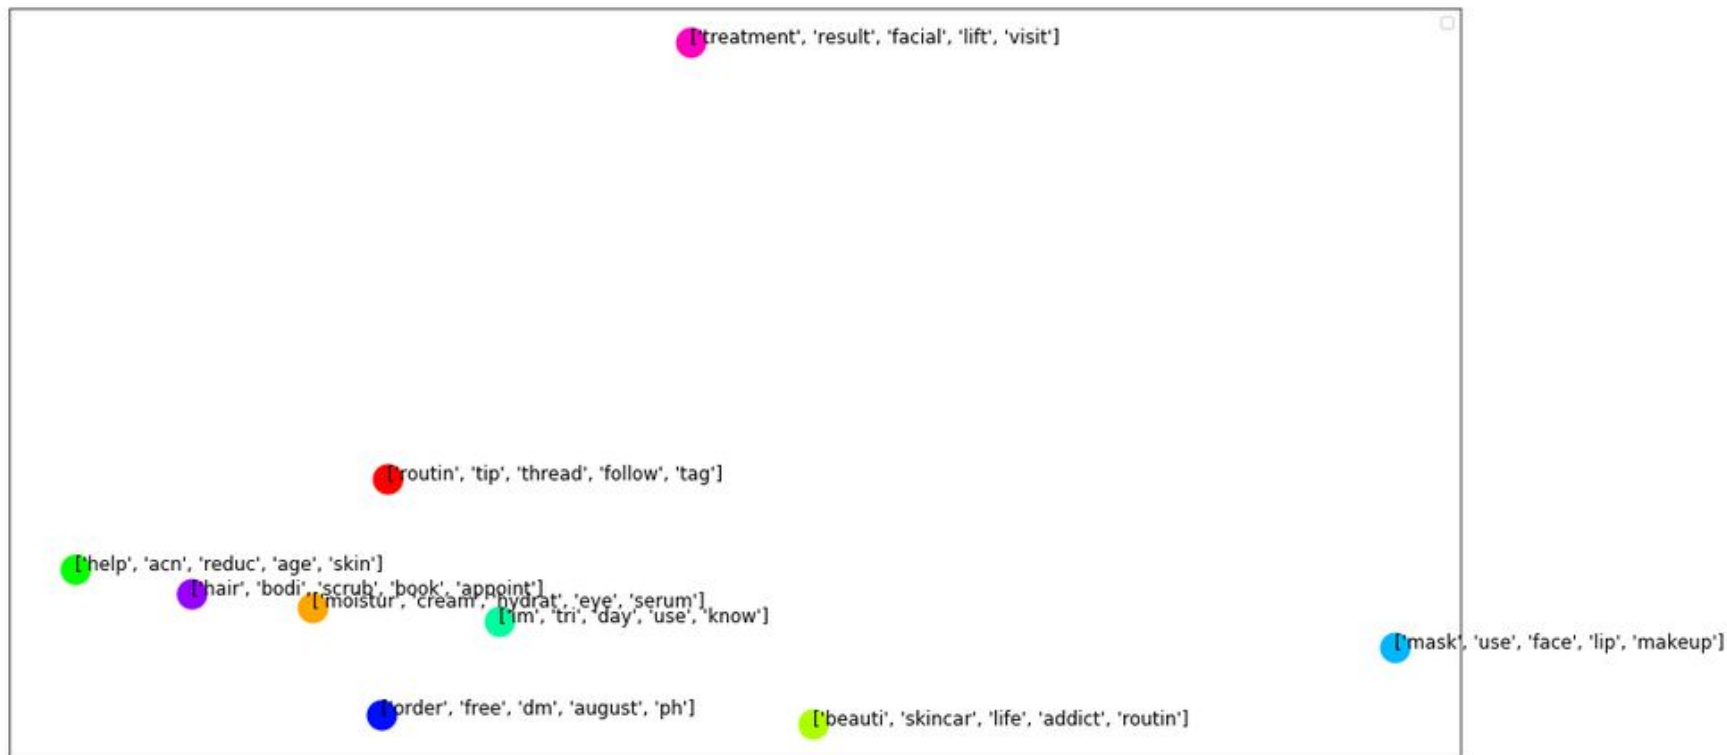 ['treatment', 'result', 'facial', 'lift', 'visit']
['routin', 'tip', 'thread', 'follow', 'tag']
['help', 'acn', 'reduc', 'age', 'skin']
['hair', 'bodi', 'scrub', 'book', 'appoint']
['moistur', 'cream', 'hydrat', 'eye', 'serum']
['im', 'tri', 'day', 'use', 'know']
['mask', 'use', 'face', 'lip', 'makeup']
['order', 'free', 'dm', 'august', 'ph']
['beauti', 'skincar', 'life', 'addict', 'routin']